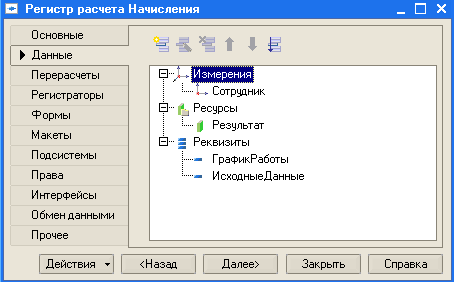 Регистр расчета Начисления
Основные
Данные
Перерасчеты
Регистраторы
Формы
Макеты
Подсистемы
Права
Интерфейсы
Обмен данными
Прочее
Измерения
Сотрудник
Ресурсы
Результат
Реквизиты
ГрафикРаботы
ИсходныеДанные
Действия
<Назад
Далее>
Закрыть
Справка